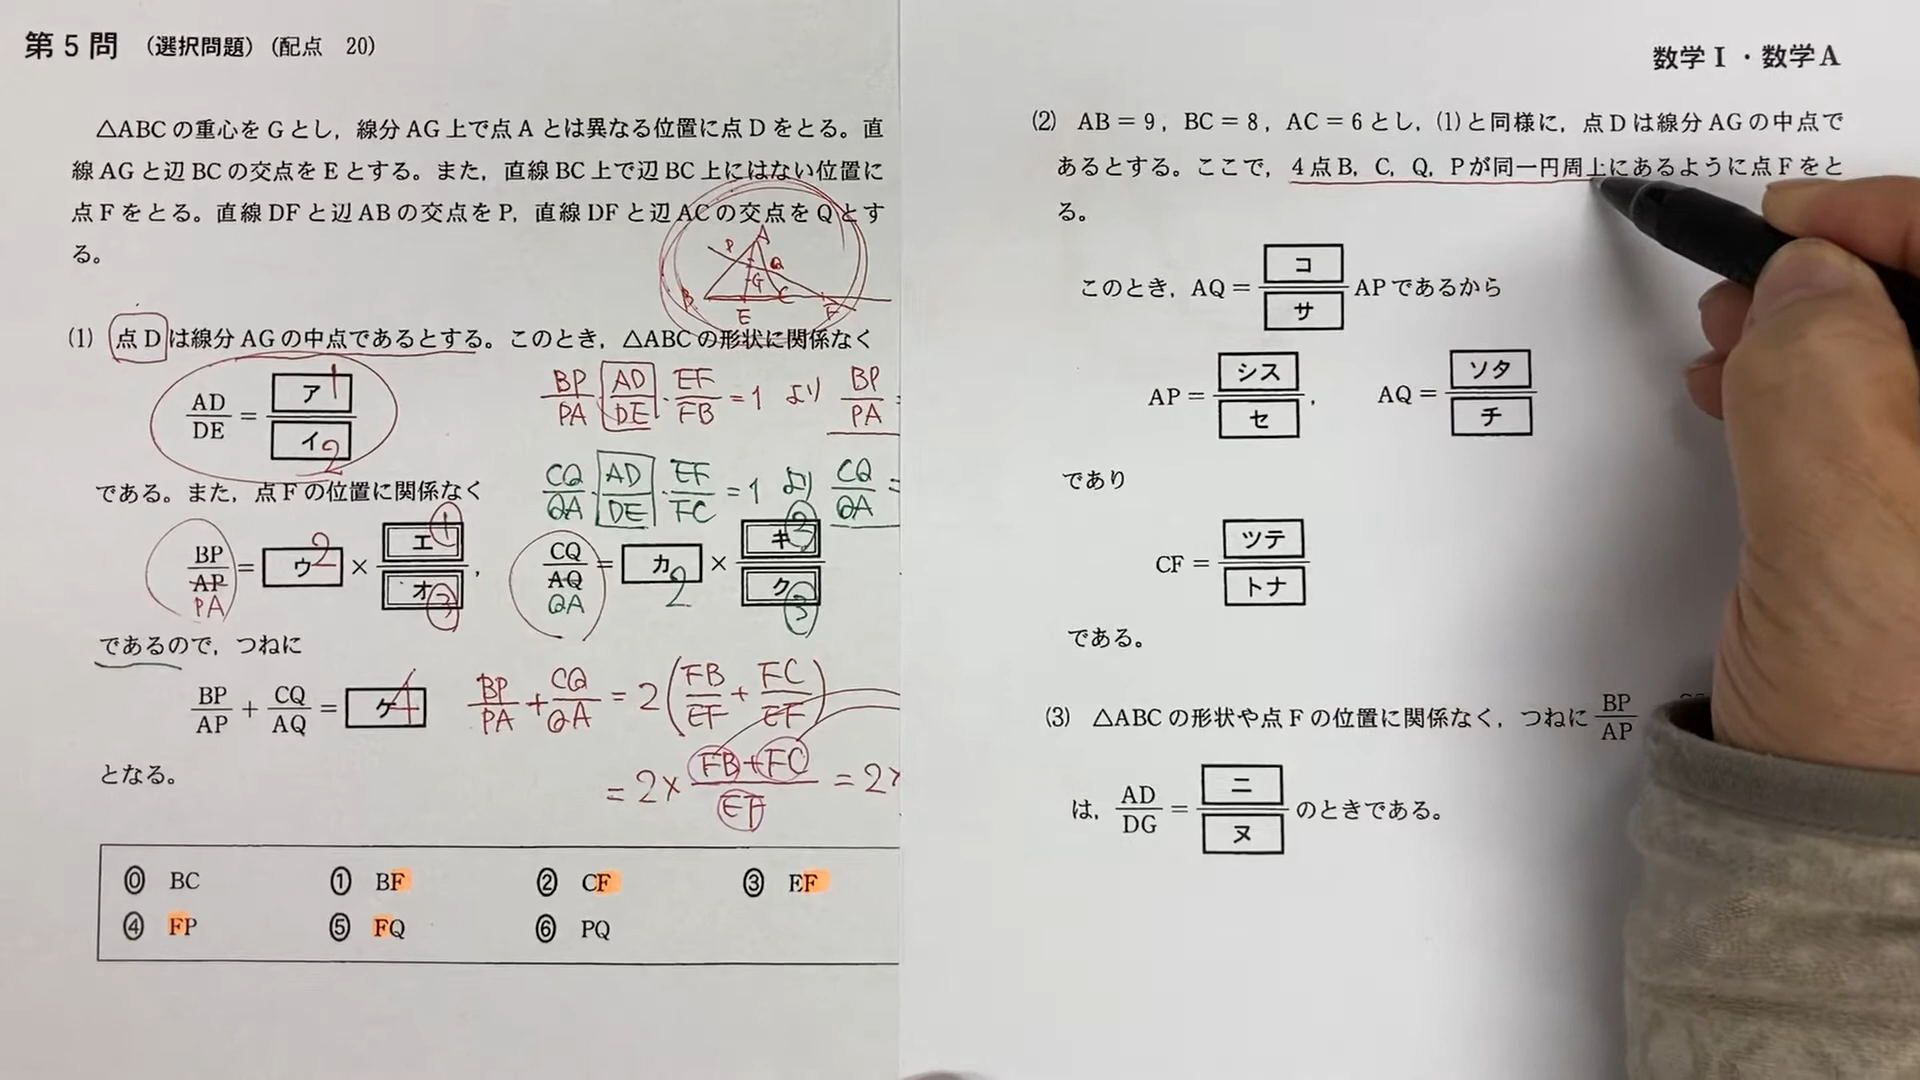 第5問 (選択問題) (配点 20)
△ABCの重心をGとし，線分AG上で点Aとは異なる位置に点Dをとる。直
線AGと辺BCの交点をEとする。また，直線BC上で辺BC上にはない位置に
点Fをとる。直線DFと辺ABの交点をP，直線DFと辺ACの交点をQとす
る。
A
P
Q
G
B
C
E
F
(1) 点Dは線分AGの中点であるとする。このとき，△ABCの形状に関係なく
AD/DE = ア/イ
1
2
BP/PA・AD/DE・EF/FB = 1 より BP/PA =
CQ/QA・AD/DE・EF/FC = 1 より CQ/QA =
である。また，点Fの位置に関係なく
BP/AP = ウ × エ/オ, CQ/AQ = カ × キ/ク
PA
QA
2
①
③
2
②
③
であるので，つねに
BP/AP + CQ/AQ = ケ
4
BP/PA + CQ/QA = 2(FB/EF + FC/EF)
= 2× FB+FC/EF = 2×
となる。
⓪ BC ① BF ② CF ③ EF
④ FP ⑤ FQ ⑥ PQ
数学Ⅰ・数学A
(2) AB＝9，BC＝8，AC＝6とし，(1)と同様に，点Dは線分AGの中点で
あるとする。ここで，4点B，C，Q，Pが同一円周上にあるように点Fをと
る。
このとき，AQ＝ コ/サ APであるから
AP＝ シス/セ， AQ＝ ソタ/チ
であり
CF＝ ツテ/トナ
である。
(3) △ABCの形状や点Fの位置に関係なく，つねに BP/AP
は，AD/DG ＝ ニ/ヌ のときである。